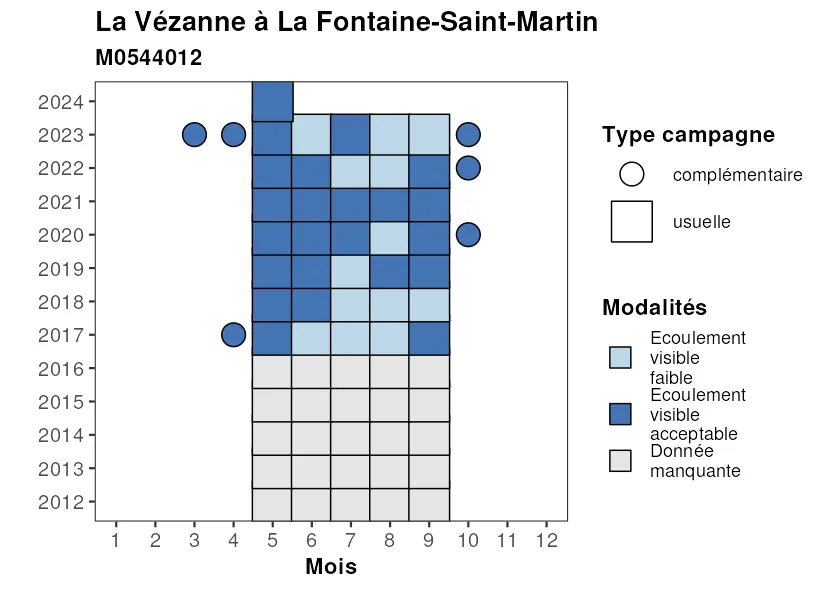 La Vézanne à La Fontaine-Saint-Martin
M0544012
2024
2023
2022
2021
2020
2019
2018
2017
2016
2015
2014
2013
2012
1 2 3 4 5 6 7 8 9 10 11 12
Mois
Type campagne
complémentaire
usuelle
Modalités
Ecoulement
visible
faible
Ecoulement
visible
acceptable
Donnée
manquante